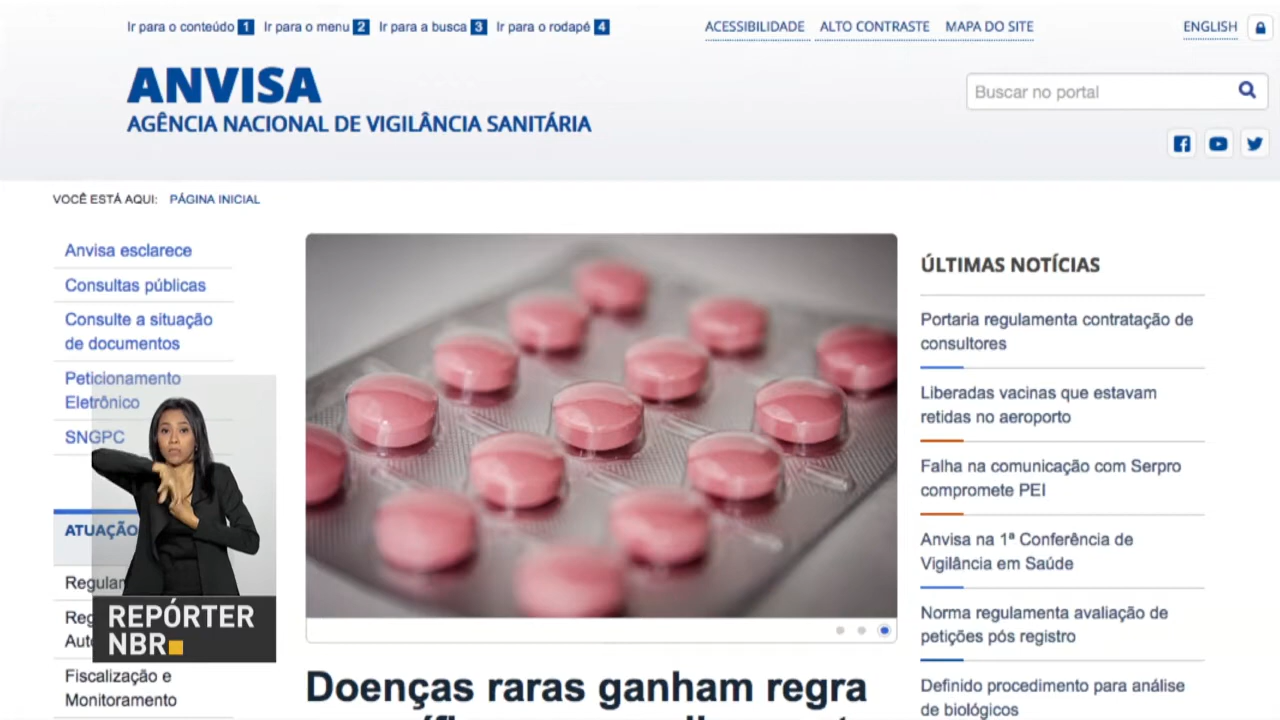 Ir para o conteúdo 1 Ir para o menu 2 Ir para a busca 3 Ir para o rodapé 4
ACESSIBILIDADE ALTO CONTRASTE MAPA DO SITE
ENGLISH
ANVISA
AGÊNCIA NACIONAL DE VIGILÂNCIA SANITÁRIA
Buscar no portal
VOCÊ ESTÁ AQUI: PÁGINA INICIAL
Anvisa esclarece
Consultas públicas
Consulte a situação
de documentos
Peticionamento
Eletrônico
SNGPC
ATUAÇÃO
Regula
Reg
Aut
Fiscalização e
Monitoramento
REPÓRTER
NBR
Doenças raras ganham regra
ÚLTIMAS NOTÍCIAS
Portaria regulamenta contratação de
consultores
Liberadas vacinas que estavam
retidas no aeroporto
Falha na comunicação com Serpro
compromete PEI
Anvisa na 1ª Conferência de
Vigilância em Saúde
Norma regulamenta avaliação de
petições pós registro
Definido procedimento para análise
de biológicos